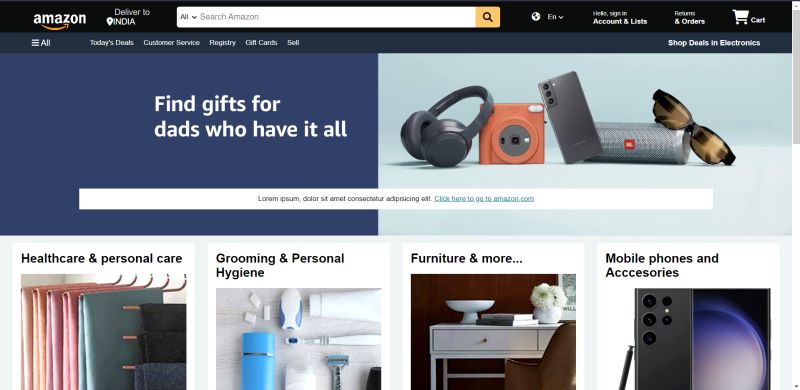 amazon
Deliver to
INDIA
All
Search Amazon
En
Hello, sign in
Account & Lists
Returns
& Orders
Cart
All
Today's Deals
Customer Service
Registry
Gift Cards
Sell
Shop Deals in Electronics
Find gifts for
dads who have it all
JBL
Lorem ipsum, dolor sit amet consectetur adipisicing elit. Click here to go to amazon.com
Healthcare & personal care
Grooming & Personal
Hygiene
Furniture & more...
Mobile phones and
Acccesories